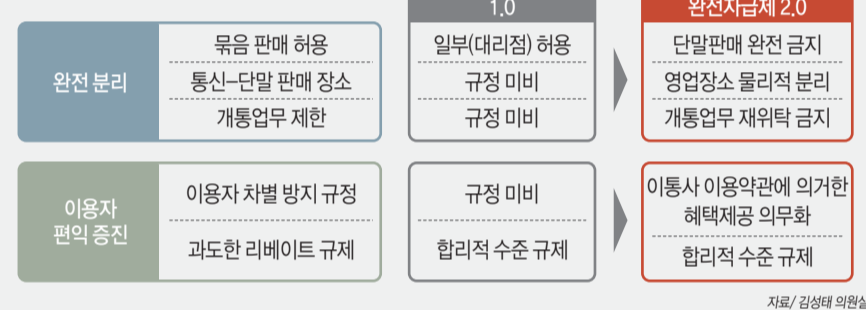 1.0
완전자급제 2.0
완전 분리
묶음 판매 허용
일부(대리점) 허용
단말판매 완전 금지
통신–단말 판매 장소
규정 미비
영업장소 물리적 분리
개통업무 제한
규정 미비
개통업무 재위탁 금지
이용자
편익 증진
이용자 차별 방지 규정
규정 미비
이통사 이용약관에 의거한
혜택제공 의무화
과도한 리베이트 규제
합리적 수준 규제
합리적 수준 규제
자료/ 김성태 의원실